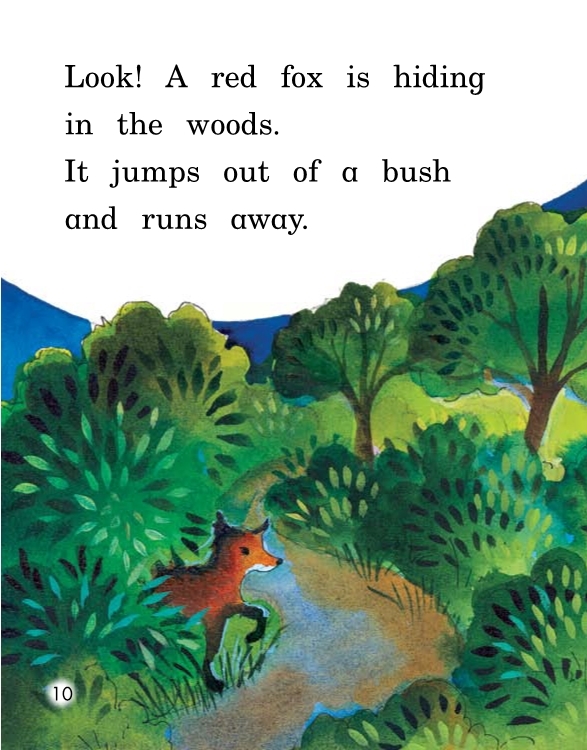 Look! A red fox is hiding
in the woods.
It jumps out of a bush
and runs away.
10